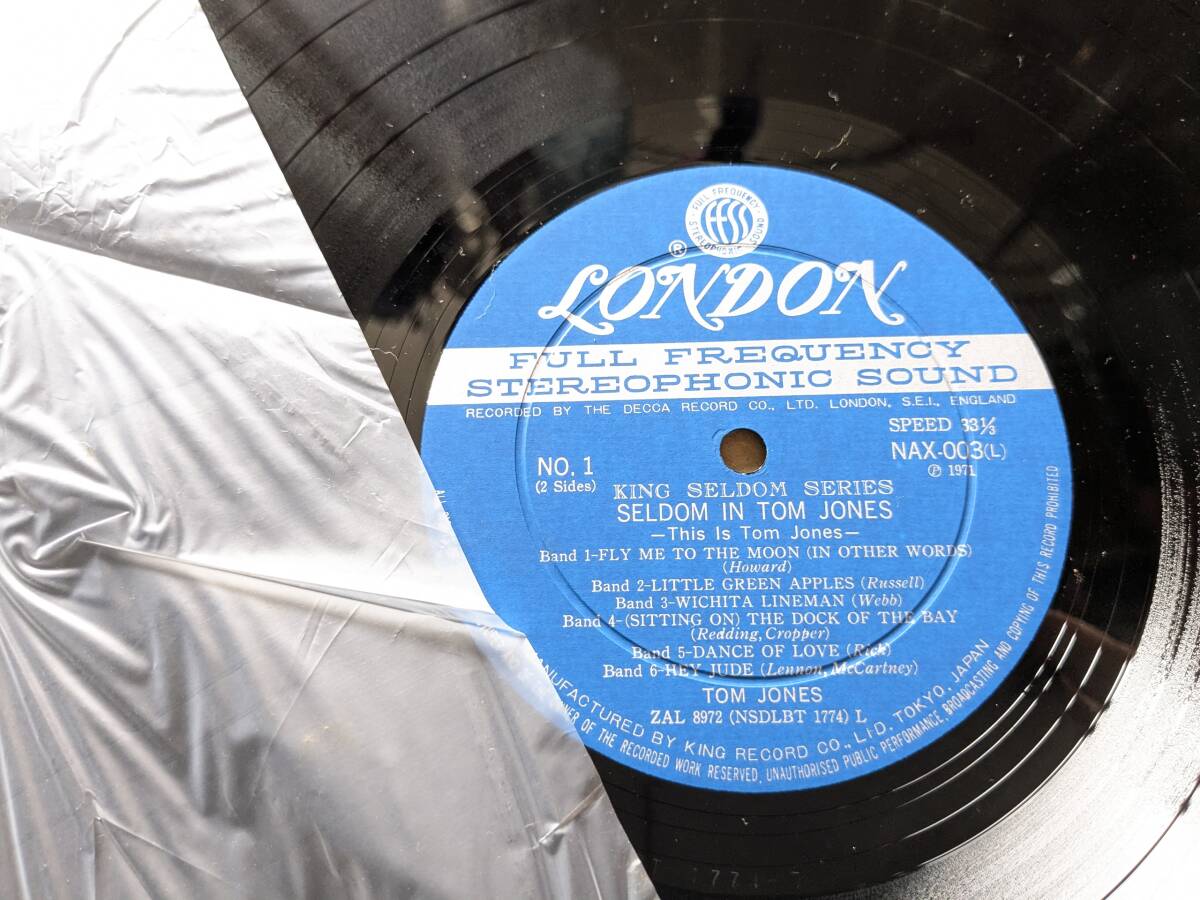 FULL FREQUENCY
ffss
STEREOPHONIC SOUND
®
LONDON
FULL FREQUENCY
STEREOPHONIC SOUND
RECORDED BY THE DECCA RECORD CO., LTD. LONDON, S.E.I., ENGLAND
SPEED 33⅓
NAX-003(L)
℗ 1971
NO. 1
(2 Sides)
KING SELDOM SERIES
SELDOM IN TOM JONES
—This Is Tom Jones—
Band 1-FLY ME TO THE MOON (IN OTHER WORDS)
(Howard)
Band 2-LITTLE GREEN APPLES (Russell)
Band 3-WICHITA LINEMAN (Webb)
Band 4-(SITTING ON) THE DOCK OF THE BAY
(Redding, Cropper)
Band 5-DANCE OF LOVE (Rick)
Band 6-HEY JUDE (Lennon, McCartney)
TOM JONES
ZAL 8972 (NSDLBT 1774) L
MANUFACTURED BY KING RECORD CO., LTD. TOKYO, JAPAN
OF THE RECORDED WORK RESERVED, UNAUTHORISED PUBLIC PERFORMANCE, BROADCASTING AND COPYING OF THIS RECORD PROHIBITED